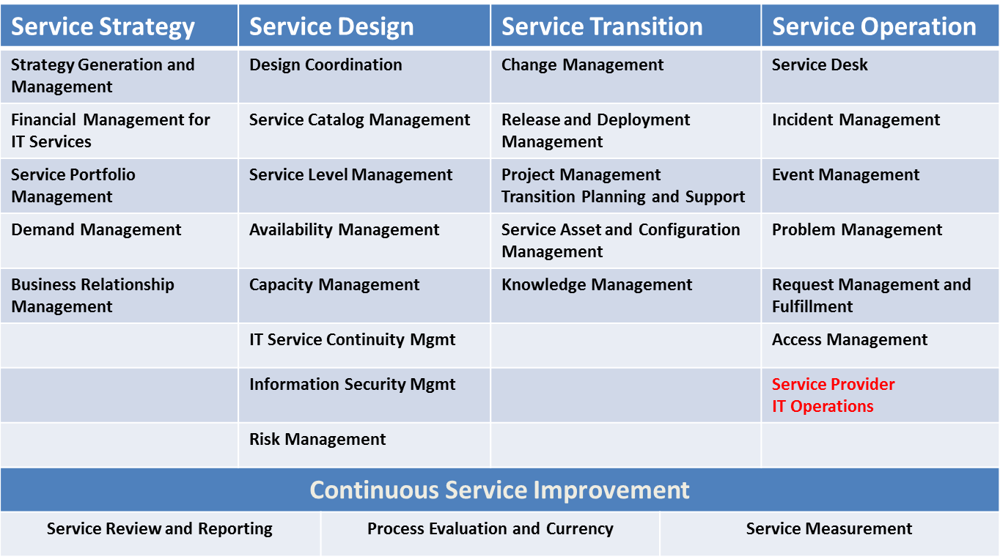 Service Strategy
Service Design
Service Transition
Service Operation
Strategy Generation and
Management
Design Coordination
Change Management
Service Desk
Financial Management for
IT Services
Service Catalog Management
Release and Deployment
Management
Incident Management
Service Portfolio
Management
Service Level Management
Project Management
Transition Planning and Support
Event Management
Demand Management
Availability Management
Service Asset and Configuration
Management
Problem Management
Business Relationship
Management
Capacity Management
Knowledge Management
Request Management and
Fulfillment
IT Service Continuity Mgmt
Access Management
Information Security Mgmt
Service Provider
IT Operations
Risk Management
Continuous Service Improvement
Service Review and Reporting
Process Evaluation and Currency
Service Measurement